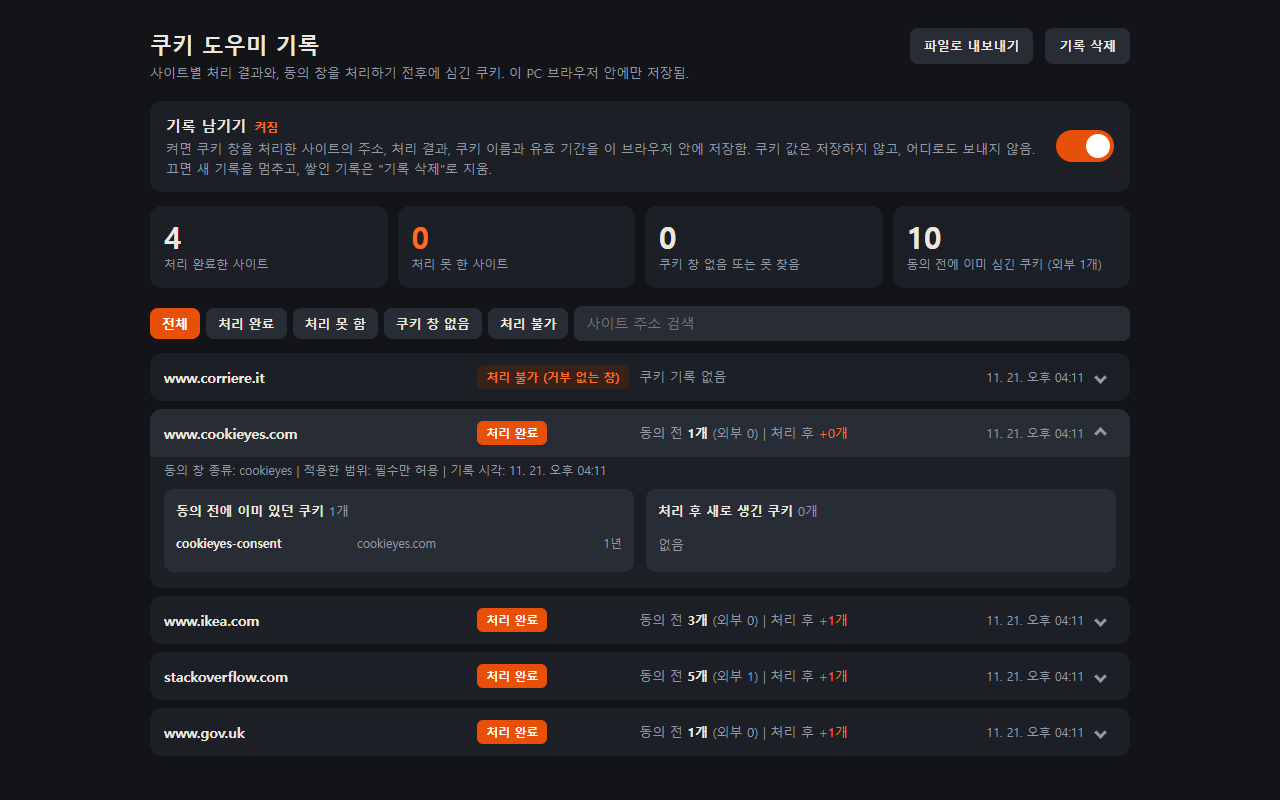 쿠키 도우미 기록
파일로 내보내기
기록 삭제
사이트별 처리 결과와, 동의 창을 처리하기 전후에 심긴 쿠키. 이 PC 브라우저 안에만 저장됨.
기록 남기기 켜짐
켜면 쿠키 창을 처리한 사이트의 주소, 처리 결과, 쿠키 이름과 유효 기간을 이 브라우저 안에 저장함. 쿠키 값은 저장하지 않고, 어디로도 보내지 않음.
끄면 새 기록을 멈추고, 쌓인 기록은 "기록 삭제"로 지움.
4
처리 완료한 사이트
0
처리 못 한 사이트
0
쿠키 창 없음 또는 못 찾음
10
동의 전에 이미 심긴 쿠키 (외부 1개)
전체
처리 완료
처리 못 함
쿠키 창 없음
처리 불가
사이트 주소 검색
www.corriere.it 처리 불가 (거부 없는 창) 쿠키 기록 없음 11. 21. 오후 04:11
www.cookieyes.com 처리 완료 동의 전 1개 (외부 0) | 처리 후 +0개 11. 21. 오후 04:11
동의 창 종류: cookieyes | 적용한 범위: 필수만 허용 | 기록 시각: 11. 21. 오후 04:11
동의 전에 이미 있던 쿠키 1개
cookieyes-consent cookieyes.com 1년
처리 후 새로 생긴 쿠키 0개
없음
www.ikea.com 처리 완료 동의 전 3개 (외부 0) | 처리 후 +1개 11. 21. 오후 04:11
stackoverflow.com 처리 완료 동의 전 5개 (외부 1) | 처리 후 +1개 11. 21. 오후 04:11
www.gov.uk 처리 완료 동의 전 1개 (외부 0) | 처리 후 +1개 11. 21. 오후 04:11